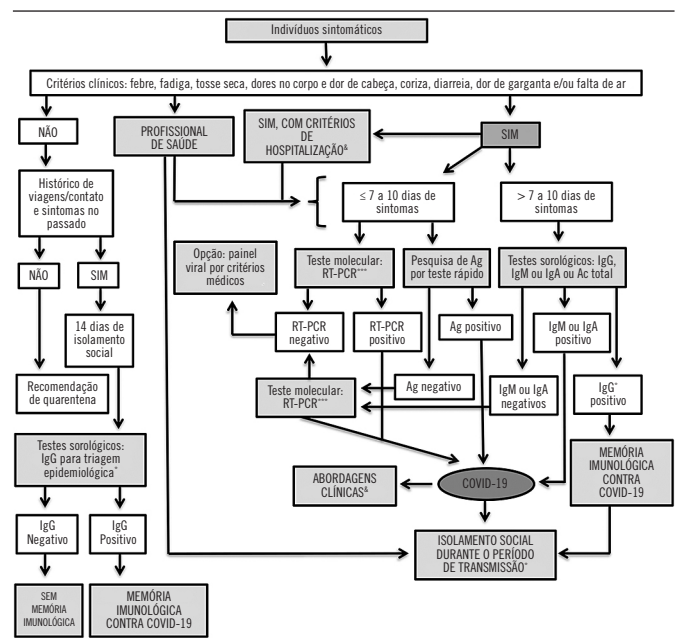 Indivíduos sintomáticos
Critérios clínicos: febre, fadiga, tosse seca, dores no corpo e dor de cabeça, coriza, diarreia, dor de garganta e/ou falta de ar
NÃO
PROFISSIONAL
DE SAÚDE
SIM, COM CRITÉRIOS
DE
HOSPITALIZAÇÃO&
SIM
Histórico de
viagens/contato
e sintomas no
passado
≤ 7 a 10 dias de
sintomas
> 7 a 10 dias de
sintomas
Opção: painel
viral por critérios
médicos
Teste molecular:
RT-PCR***
Pesquisa de Ag
por teste rápido
Testes sorológicos: IgG,
IgM ou IgA ou Ac total
NÃO
SIM
14 dias de
isolamento
social
RT-PCR
negativo
RT-PCR
positivo
Ag positivo
IgM ou IgA
positivo
Recomendação
de quarentena
Teste molecular:
RT-PCR***
Ag negativo
IgM ou IgA
negativos
IgG*
positivo
Testes sorológicos:
IgG para triagem
epidemiológica*
ABORDAGENS
CLÍNICAS&
COVID-19
MEMÓRIA
IMUNOLÓGICA
CONTRA
COVID-19
IgG
Negativo
IgG
Positivo
ISOLAMENTO SOCIAL
DURANTE O PERÍODO
DE TRANSMISSÃO+
SEM
MEMÓRIA
IMUNOLÓGICA
MEMÓRIA
IMUNOLÓGICA
CONTRA COVID-19